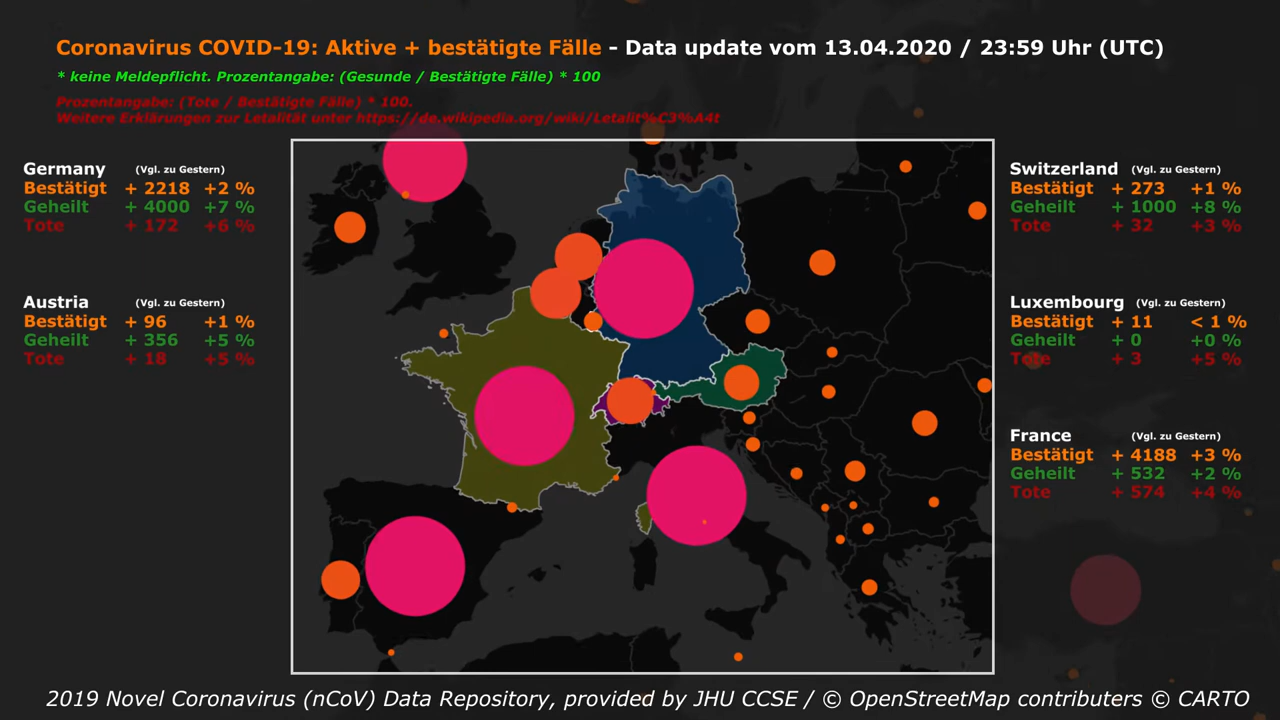 Coronavirus COVID-19: Aktive + bestätigte Fälle - Data update vom 13.04.2020 / 23:59 Uhr (UTC)
* keine Meldepflicht. Prozentangabe: (Gesunde / Bestätigte Fälle) * 100
Prozentangabe: (Tote / Bestätigte Fälle) * 100.
Weitere Erklärungen zur Letalität unter https://de.wikipedia.org/wiki/Letalit%C3%A4t
Germany (Vgl. zu Gestern)
Bestätigt + 2218 +2 %
Geheilt + 4000 +7 %
Tote + 172 +6 %
Austria (Vgl. zu Gestern)
Bestätigt + 96 +1 %
Geheilt + 356 +5 %
Tote + 18 +5 %
Switzerland (Vgl. zu Gestern)
Bestätigt + 273 +1 %
Geheilt + 1000 +8 %
Tote + 32 +3 %
Luxembourg (Vgl. zu Gestern)
Bestätigt + 11 < 1 %
Geheilt + 0 +0 %
Tote + 3 +5 %
France (Vgl. zu Gestern)
Bestätigt + 4188 +3 %
Geheilt + 532 +2 %
Tote + 574 +4 %
2019 Novel Coronavirus (nCoV) Data Repository, provided by JHU CCSE / © OpenStreetMap contributers © CARTO